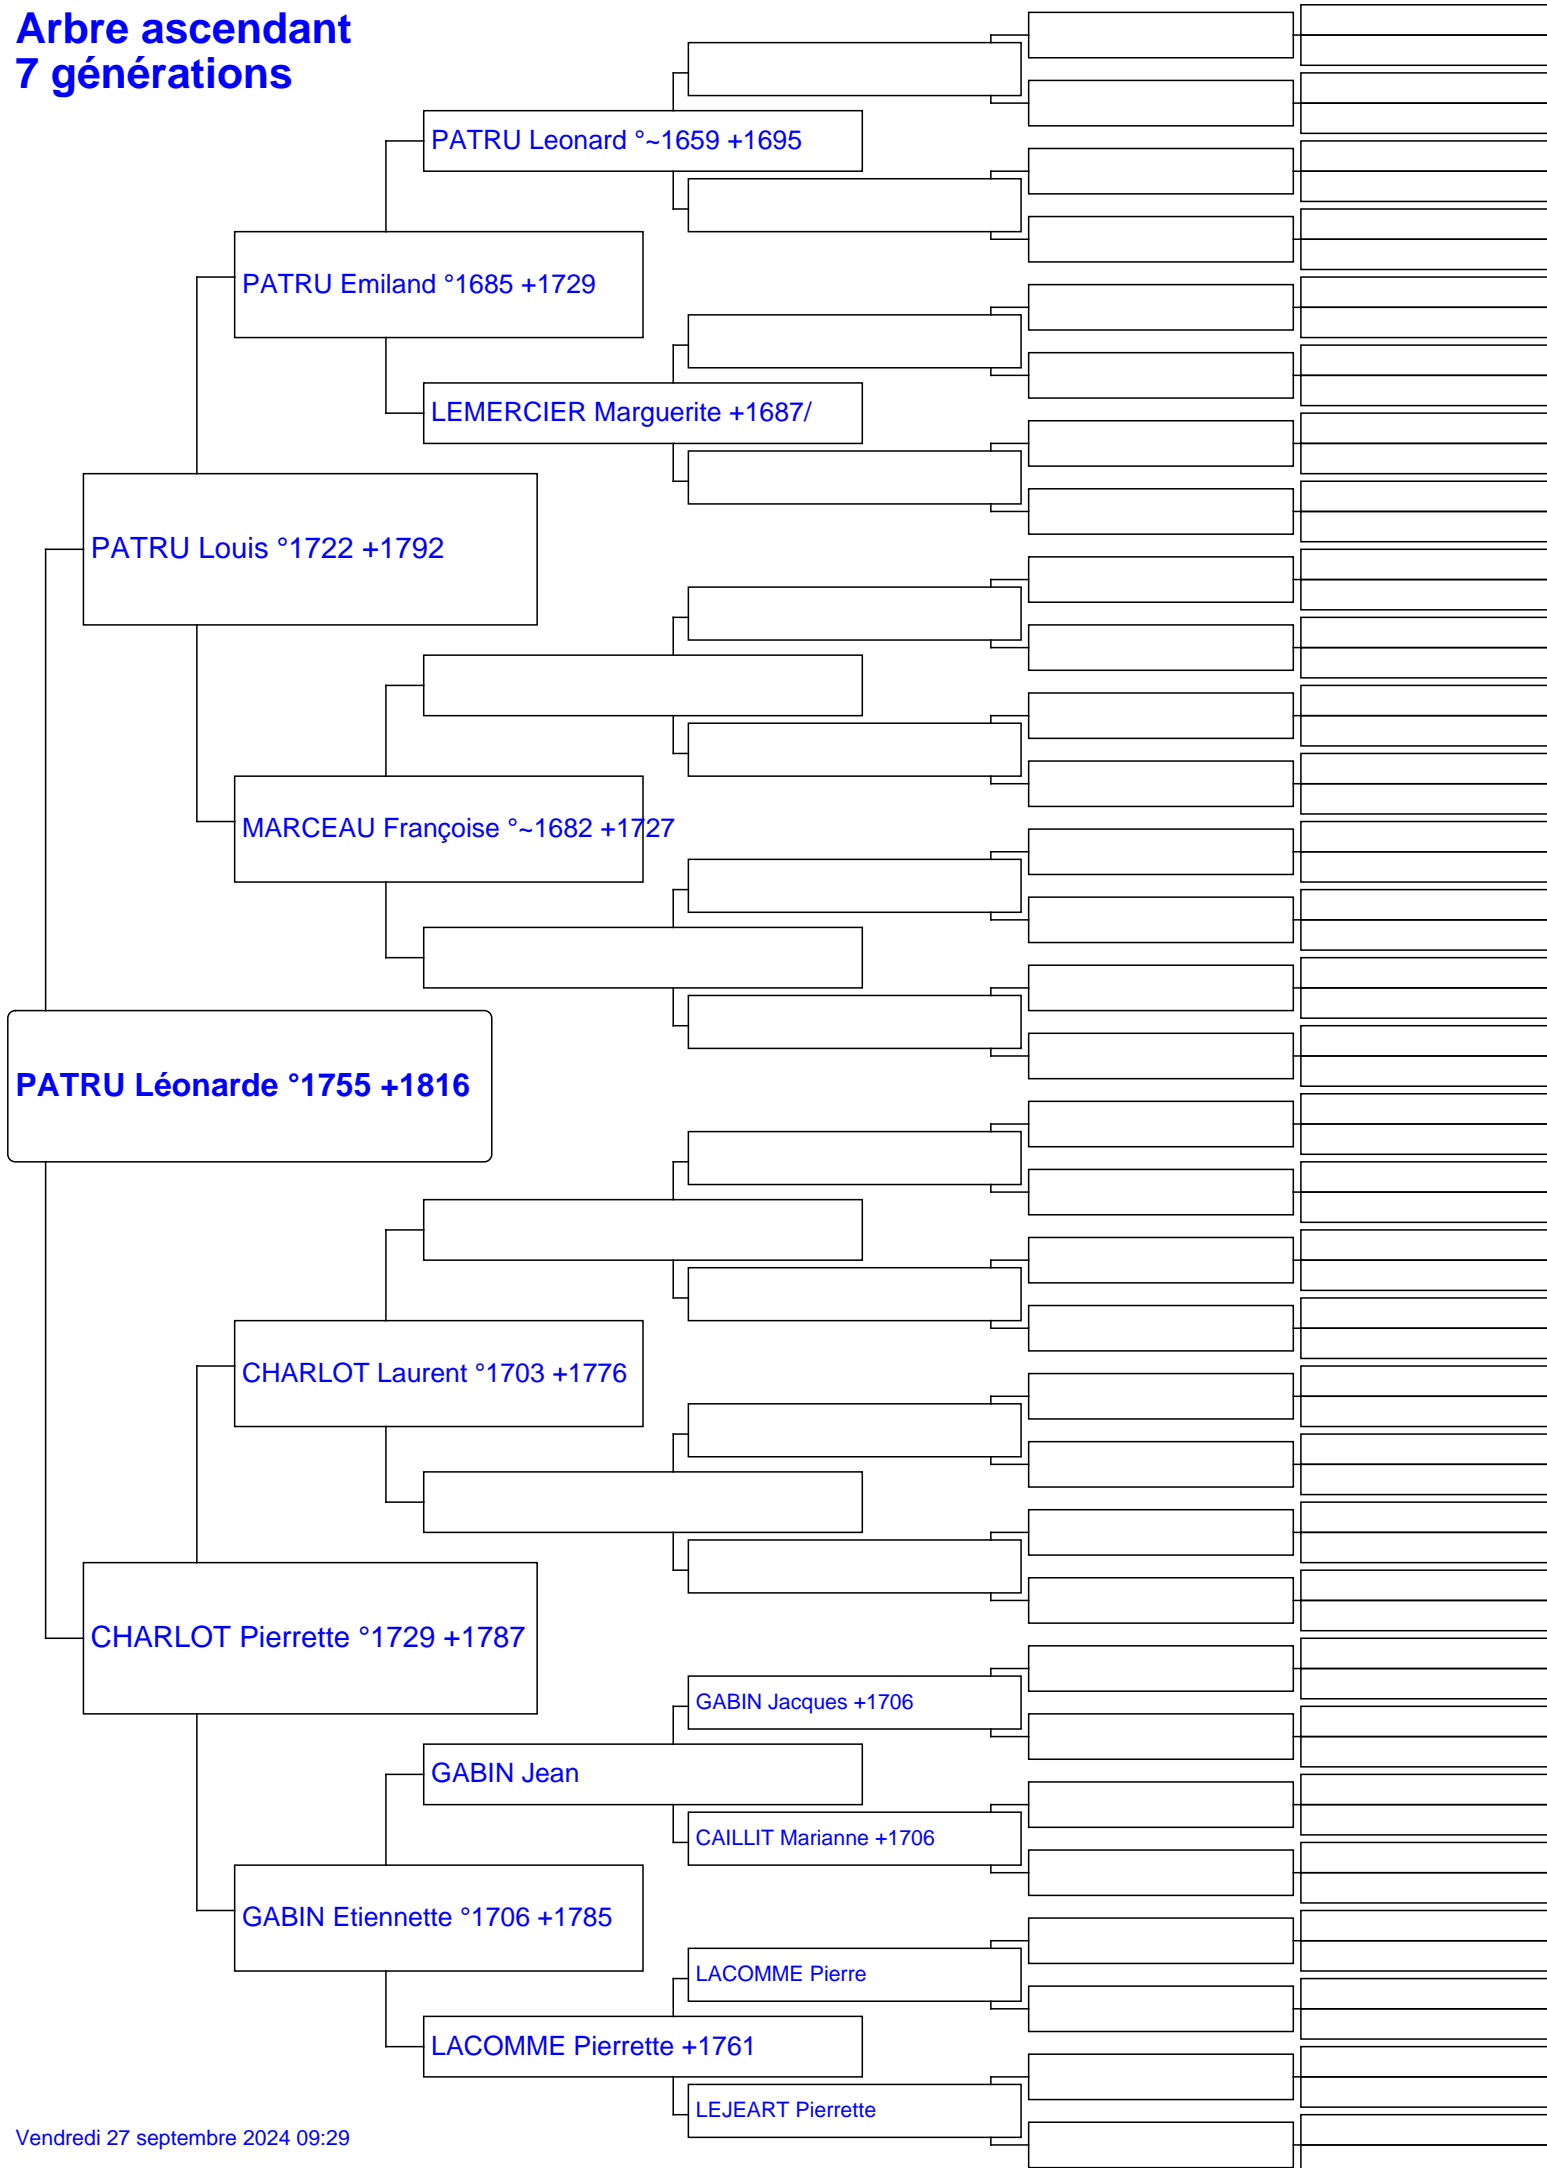 Arbre ascendant
7 générations
PATRU Leonard °~1659 +1695
PATRU Emiland °1685 +1729
LEMERCIER Marguerite +1687/
PATRU Louis °1722 +1792
MARCEAU Françoise °~1682 +1727
PATRU Léonarde °1755 +1816
CHARLOT Laurent °1703 +1776
CHARLOT Pierrette °1729 +1787
GABIN Jacques +1706
GABIN Jean
CAILLIT Marianne +1706
GABIN Etiennette °1706 +1785
LACOMME Pierre
LACOMME Pierrette +1761
LEJEART Pierrette
Vendredi 27 septembre 2024 09:29